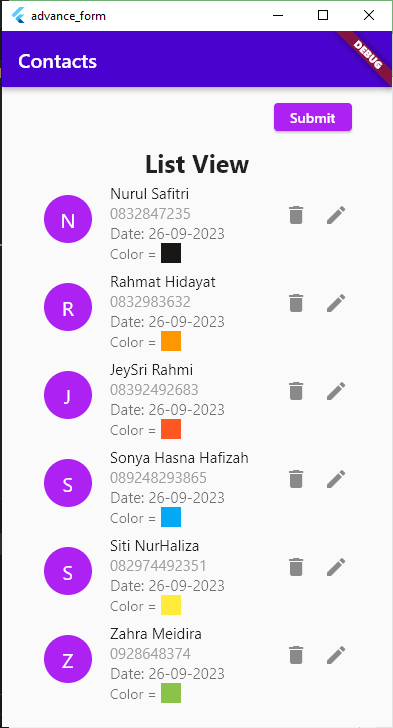 advance_form
Contacts
DEBUG
Submit
List View
N
Nurul Safitri
0832847235
Date: 26-09-2023
Color =
R
Rahmat Hidayat
0832983632
Date: 26-09-2023
Color =
J
JeySri Rahmi
08392492683
Date: 26-09-2023
Color =
S
Sonya Hasna Hafizah
089248293865
Date: 26-09-2023
Color =
S
Siti NurHaliza
082974492351
Date: 26-09-2023
Color =
Z
Zahra Meidira
0928648374
Date: 26-09-2023
Color =